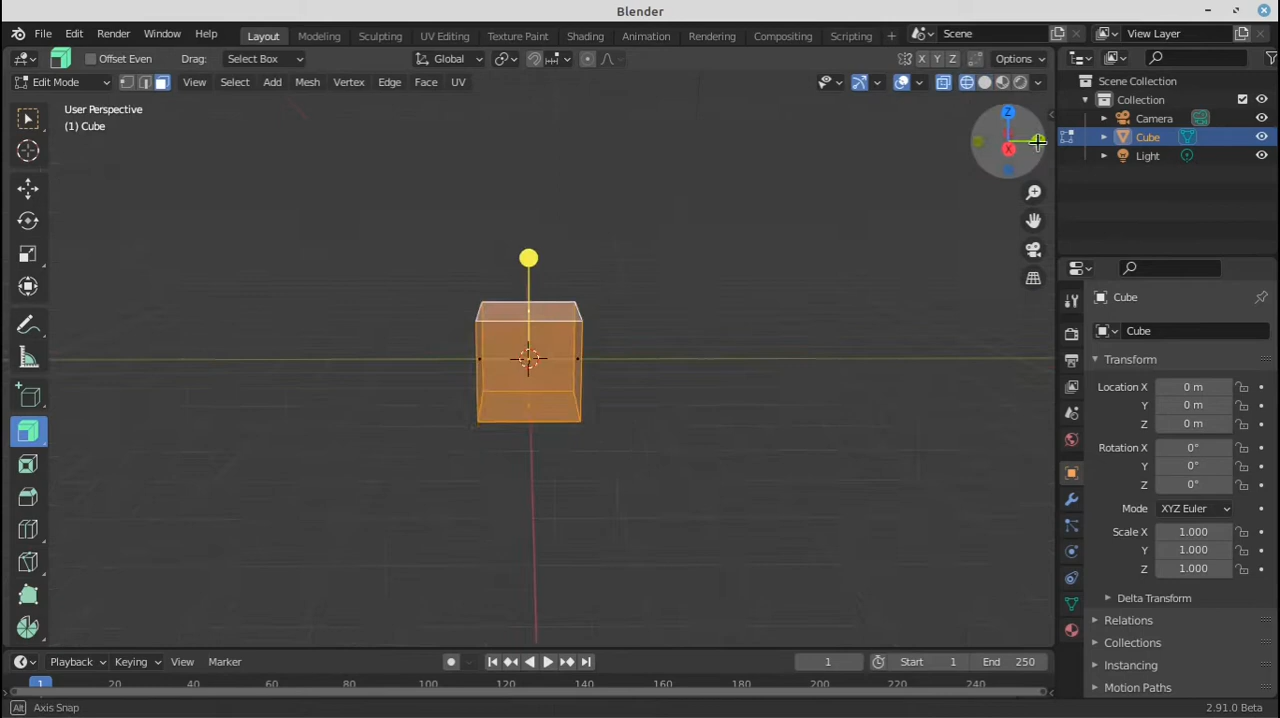 Blender
File Edit Render Window Help Layout Modeling Sculpting UV Editing Texture Paint Shading Animation Rendering Compositing Scripting + Scene View Layer
Offset Even Drag: Select Box Global X Y Z Options
Edit Mode View Select Add Mesh Vertex Edge Face UV
User Perspective
(1) Cube
Z
X
Scene Collection
Collection
Camera
Cube
Light
Cube
Cube
Transform
Location X 0 m
Y 0 m
Z 0 m
Rotation X 0°
Y 0°
Z 0°
Mode XYZ Euler
Scale X 1.000
Y 1.000
Z 1.000
Delta Transform
Relations
Collections
Instancing
Motion Paths
Playback Keying View Marker 1 Start 1 End 250
1 20 40 60 80 100 120 140 160 180 200 220 240
Alt Axis Snap 2.91.0 Beta